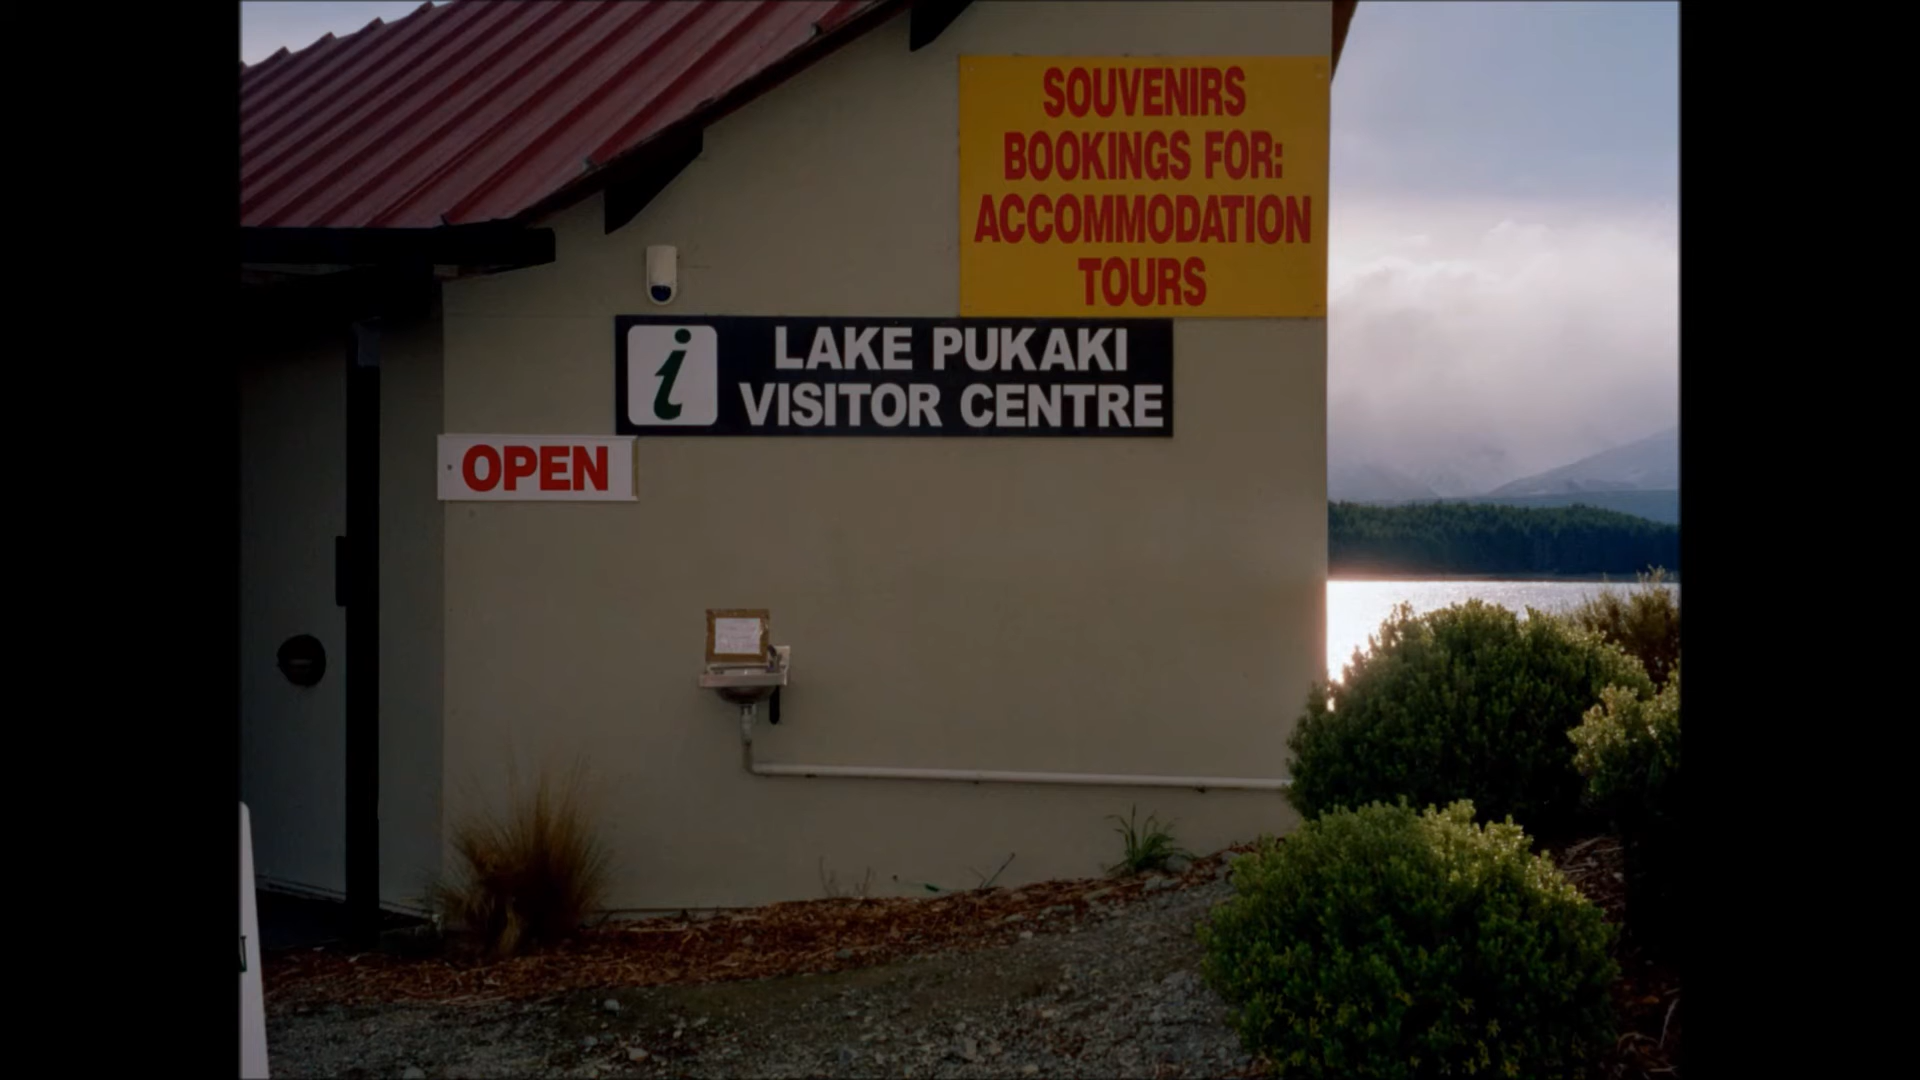 SOUVENIRS
BOOKINGS FOR:
ACCOMMODATION
TOURS
i
LAKE PUKAKI
VISITOR CENTRE
OPEN
N